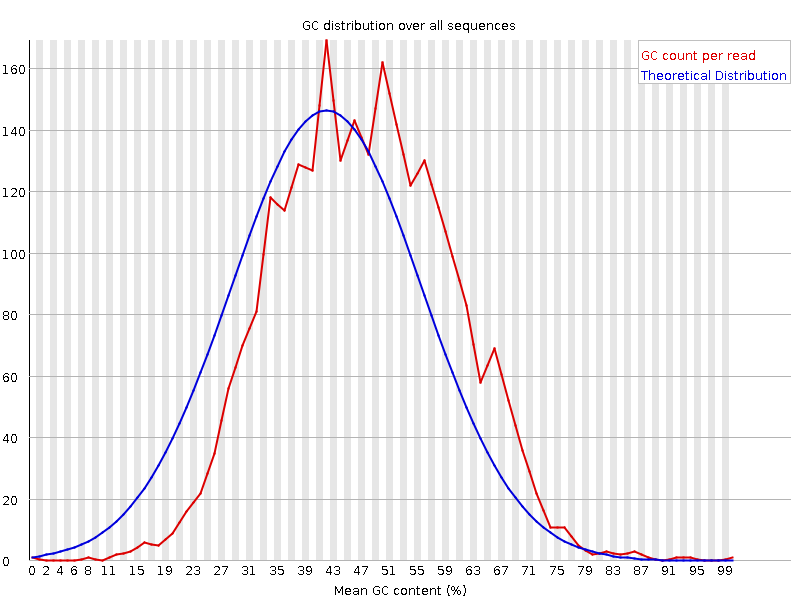 GC distribution over all sequences
GC count per read
Theoretical Distribution
160
140
120
100
80
60
40
20
0
0 2 4 6 8 11 15 19 23 27 31 35 39 43 47 51 55 59 63 67 71 75 79 83 87 91 95 99
Mean GC content (%)